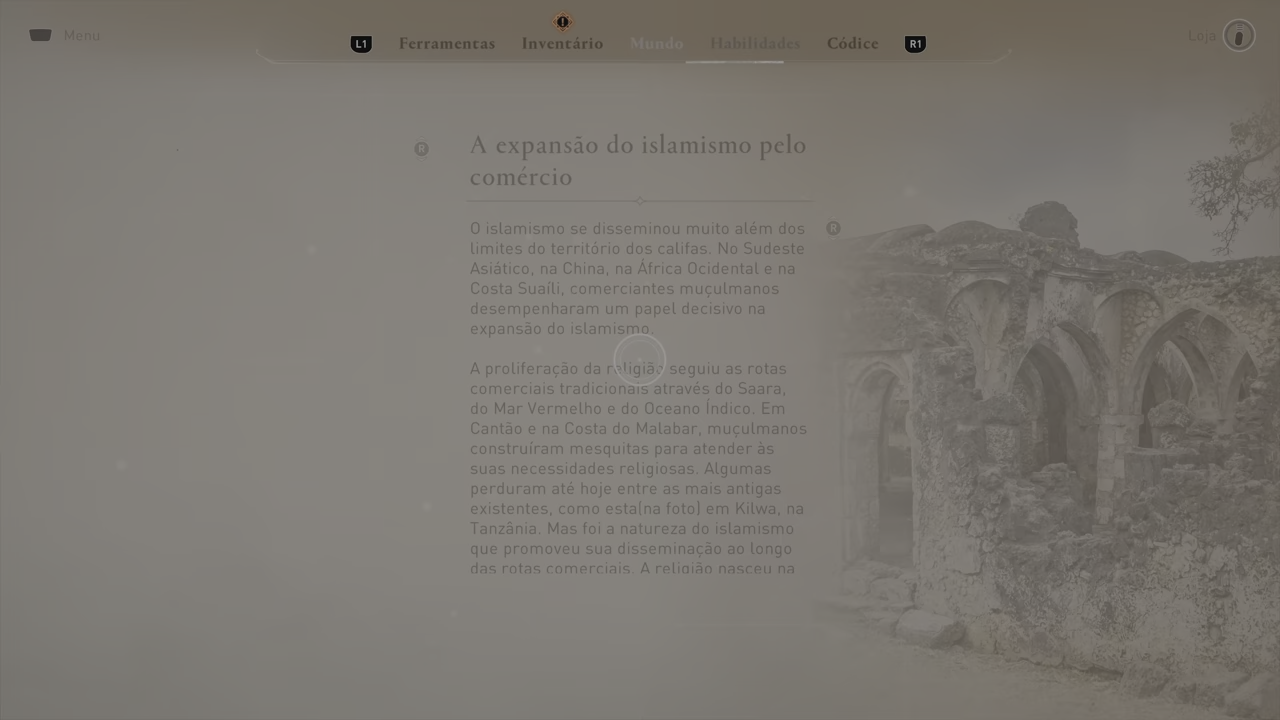 Menu
L1
Ferramentas
Inventário
Mundo
Habilidades
Códice
R1
Loja
R
A expansão do islamismo pelo
comércio
R
O islamismo se disseminou muito além dos
limites do território dos califas. No Sudeste
Asiático, na China, na África Ocidental e na
Costa Suaíli, comerciantes muçulmanos
desempenharam um papel decisivo na
expansão do islamismo.
A proliferação da religião seguiu as rotas
comerciais tradicionais através do Saara,
do Mar Vermelho e do Oceano Índico. Em
Cantão e na Costa do Malabar, muçulmanos
construíram mesquitas para atender às
suas necessidades religiosas. Algumas
perduram até hoje entre as mais antigas
existentes, como esta(na foto) em Kilwa, na
Tanzânia. Mas foi a natureza do islamismo
que promoveu sua disseminação ao longo
das rotas comerciais. A religião nasceu na